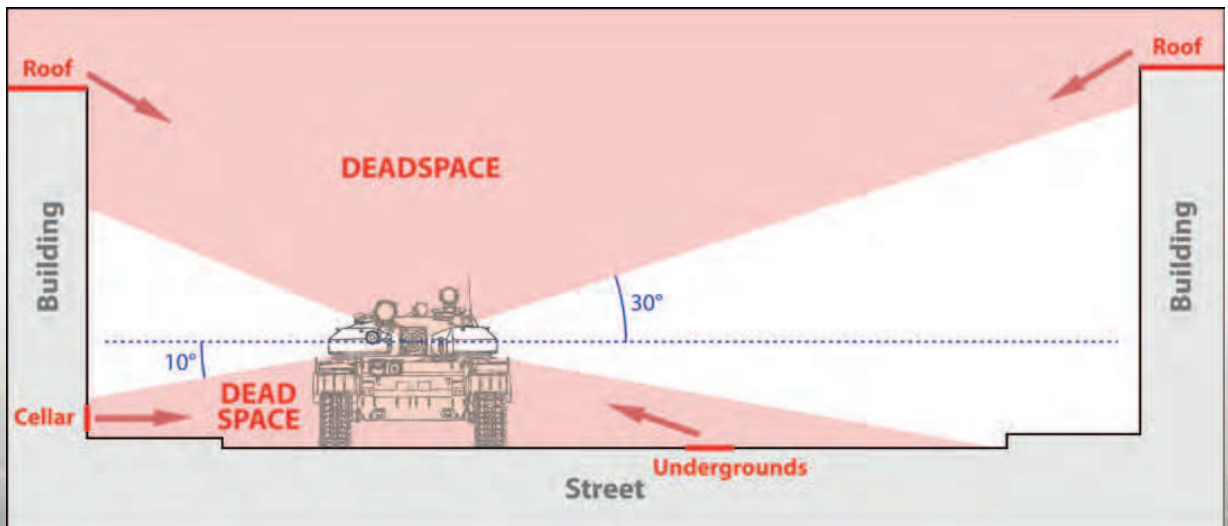 Roof
Roof
DEADSPACE
Building
Building
30°
10°
DEAD
SPACE
Cellar
Undergrounds
Street